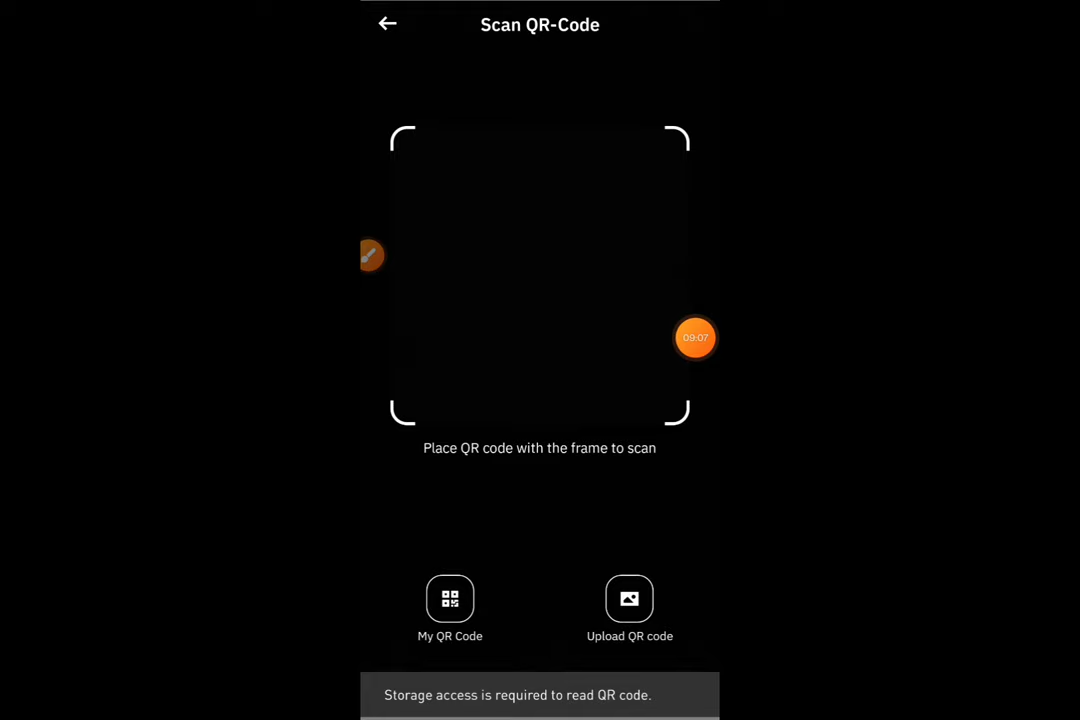 Scan QR-Code
09:07
Place QR code with the frame to scan
My QR Code
Upload QR code
Storage access is required to read QR code.